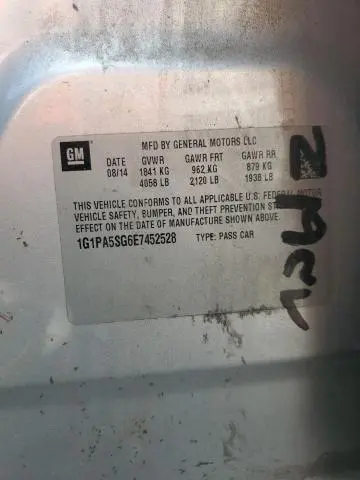 GM
MFD BY GENERAL MOTORS LLC
DATE GVWR GAWR FRT GAWR RR
08/14 1841 KG 962 KG 879 KG
4058 LB 2120 LB 1938 LB
THIS VEHICLE CONFORMS TO ALL APPLICABLE U.S. FEDERAL MOTOR
VEHICLE SAFETY, BUMPER, AND THEFT PREVENTION
EFFECT ON THE DATE OF MANUFACTURE SHOWN ABOVE.
1G1PA5SG6E7452528 TYPE: PASS CAR